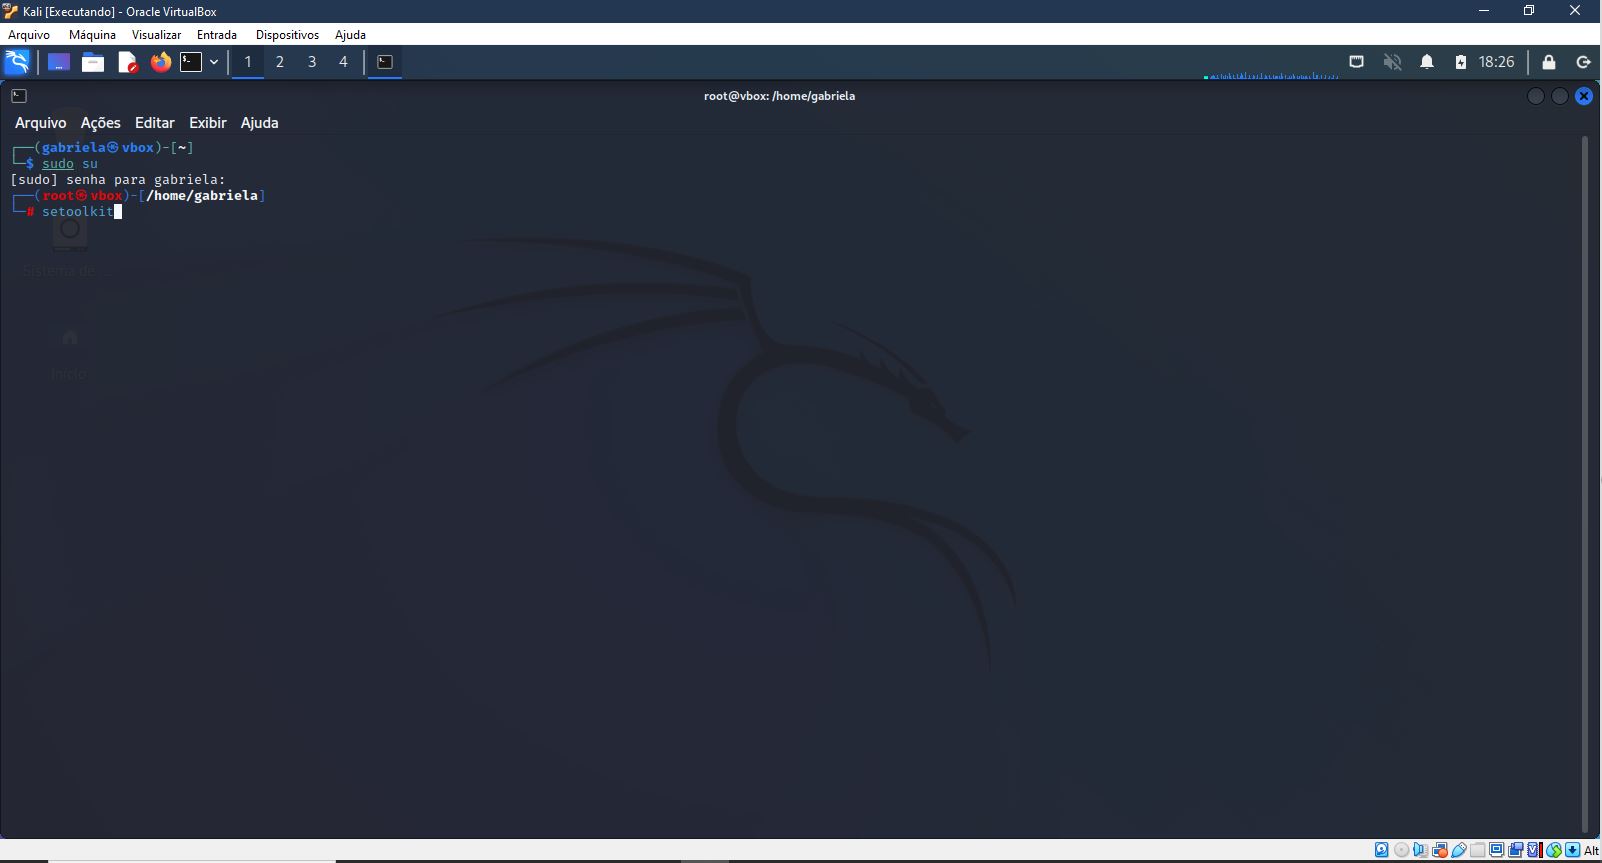 Kali [Executando] - Oracle VirtualBox
Arquivo Máquina Visualizar Entrada Dispositivos Ajuda
1 2 3 4 18:26
root@vbox: /home/gabriela
Arquivo Ações Editar Exibir Ajuda
┌──(gabriela㉿vbox)-[~]
└─$ sudo su
[sudo] senha para gabriela:
┌──(root㉿vbox)-[/home/gabriela]
└─# setoolkit
Sistema de ...
Início
Alt